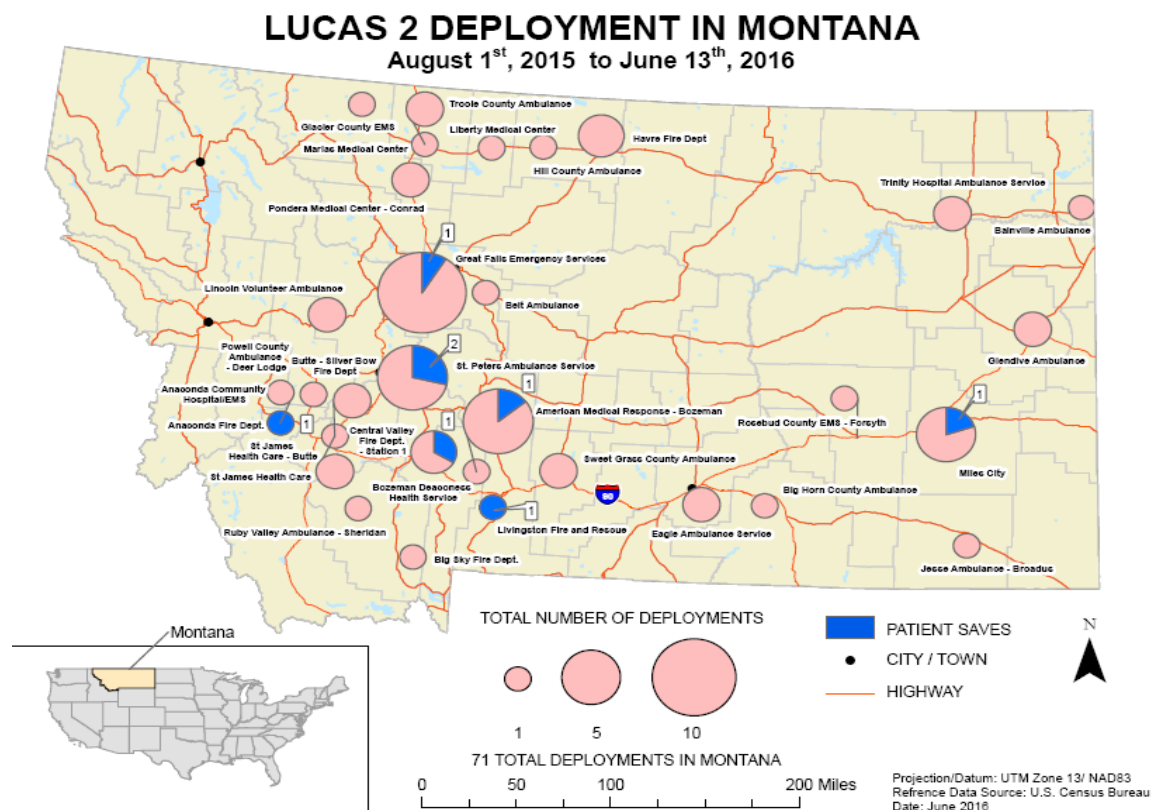 LUCAS 2 DEPLOYMENT IN MONTANA
August 1st, 2015 to June 13th, 2016
Troole County Ambulance
Glacier County EMS
Liberty Medical Center
Marias Medical Center
Havre Fire Dept
Hill County Ambulance
Trinity Hospital Ambulance Service
Pondera Medical Center - Conrad
Bainville Ambulance
1
Great Falls Emergency Services
Lincoln Volunteer Ambulance
Belt Ambulance
Glendive Ambulance
Powell County
Ambulance
- Deer Lodge
Butte - Silver Bow
Fire Dept
2
St. Peters Ambulance Service
Anaconda Community
Hospital/EMS
1
American Medical Response - Bozeman
1
Rosebud County EMS - Forsyth
Anaconda Fire Dept.
1
1
St James
Health Care - Butte
Central Valley
Fire Dept.
- Station 1
Sweet Grass County Ambulance
Miles City
St James Health Care
Bozeman Deaconess
Health Service
90
Big Horn County Ambulance
1
Ruby Valley Ambulance - Sheridan
Livingston Fire and Rescue
Eagle Ambulance Service
Big Sky Fire Dept.
Jesse Ambulance - Broadus
TOTAL NUMBER OF DEPLOYMENTS
1
5
10
71 TOTAL DEPLOYMENTS IN MONTANA
0 50 100 200 Miles
PATIENT SAVES
CITY / TOWN
HIGHWAY
N
Montana
Projection/Datum: UTM Zone 13/ NAD83
Refrence Data Source: U.S. Census Bureau
Date: June 2016